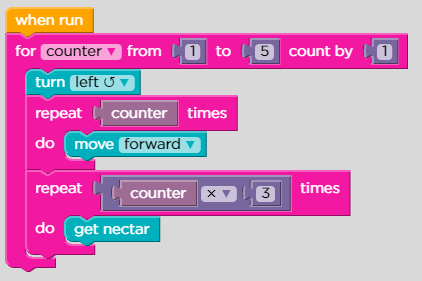 when run
for counter ▼ from 1 to 5 count by 1
turn left ↺ ▼
repeat counter times
do move forward ▼
repeat counter × ▼ 3 times
do get nectar